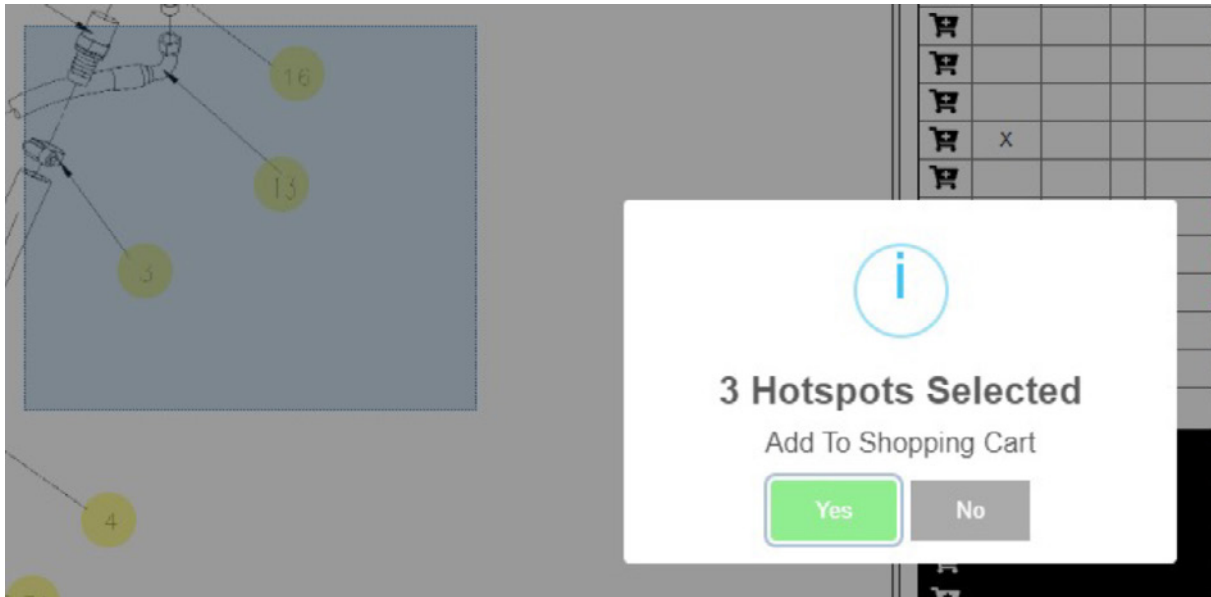 16
13
3
4
X
i
3 Hotspots Selected
Add To Shopping Cart
Yes
No